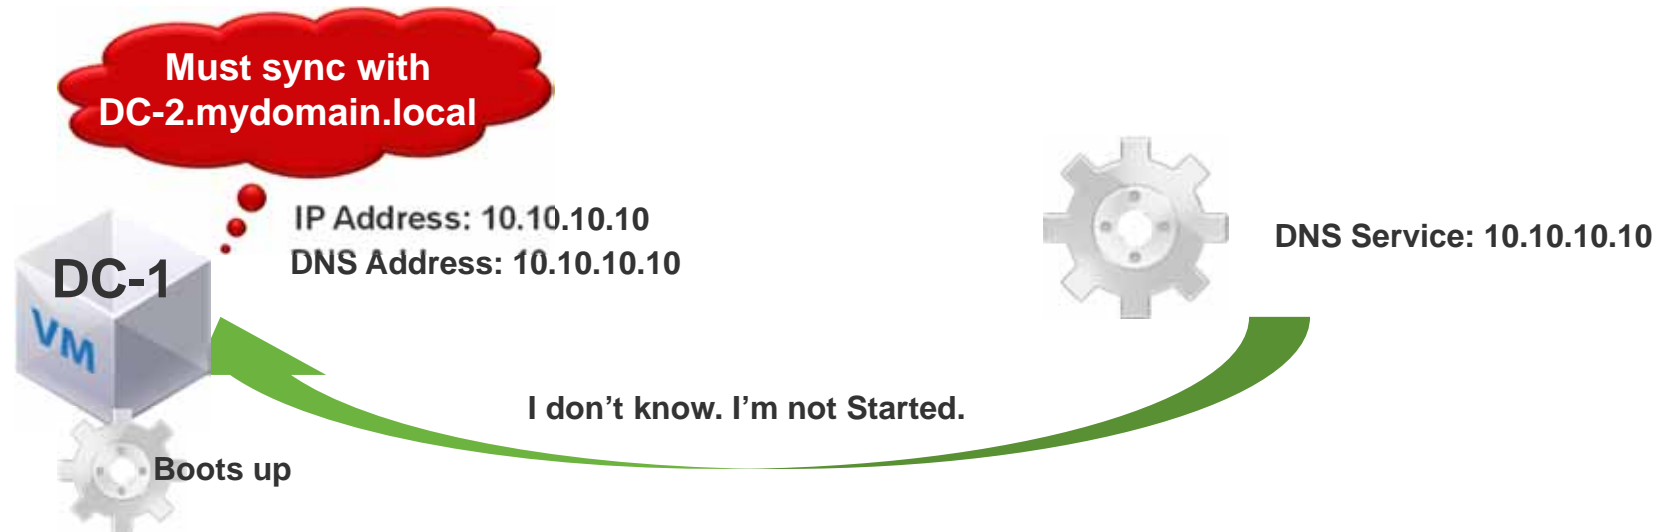 Must sync with
DC-2.mydomain.local
IP Address: 10.10.10.10
DNS Address: 10.10.10.10
DC-1
VM
Boots up
I don’t know. I’m not Started.
DNS Service: 10.10.10.10